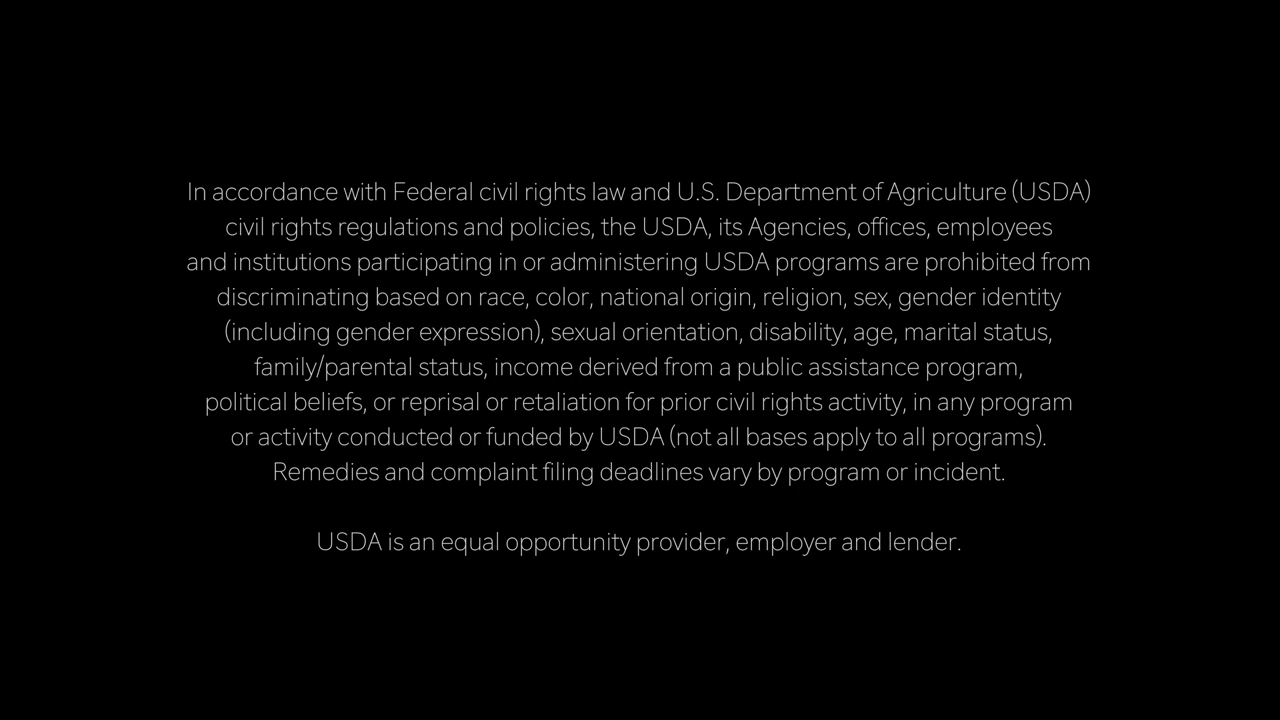 In accordance with Federal civil rights law and U.S. Department of Agriculture (USDA)
civil rights regulations and policies, the USDA, its Agencies, offices, employees
and institutions participating in or administering USDA programs are prohibited from
discriminating based on race, color, national origin, religion, sex, gender identity
(including gender expression), sexual orientation, disability, age, marital status,
family/parental status, income derived from a public assistance program,
political beliefs, or reprisal or retaliation for prior civil rights activity, in any program
or activity conducted or funded by USDA (not all bases apply to all programs).
Remedies and complaint filing deadlines vary by program or incident.
USDA is an equal opportunity provider, employer and lender.